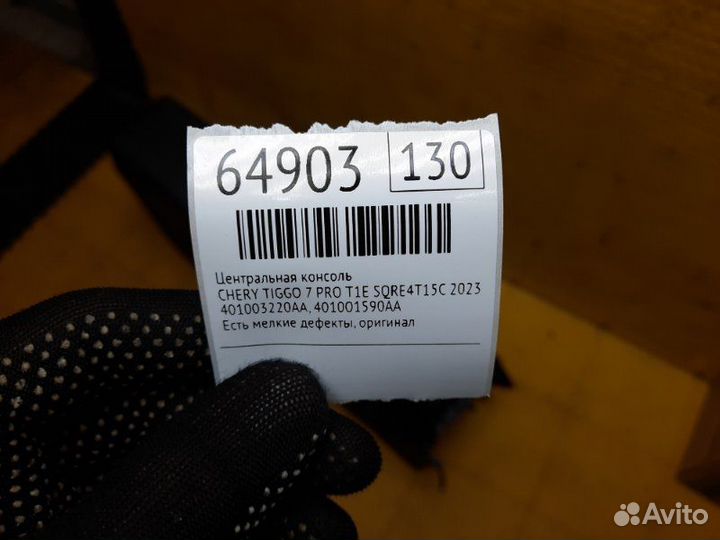 64903 130
Центральная консоль
CHERY TIGGO 7 PRO T1E SQRE4T15C 2023
401003220AA, 401001590AA
Есть мелкие дефекты, оригинал
Avito